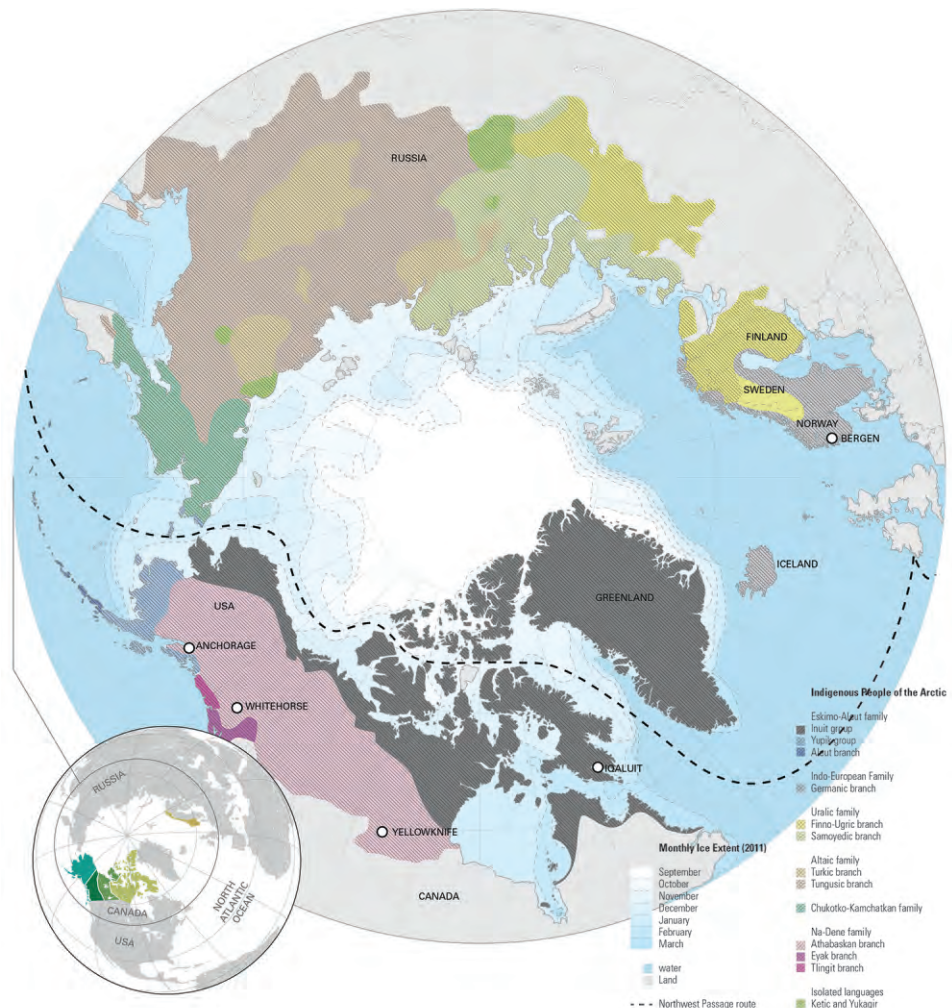 RUSSIA
FINLAND
SWEDEN
NORWAY
BERGEN
ICELAND
GREENLAND
USA
ANCHORAGE
WHITEHORSE
IQALUIT
YELLOWKNIFE
CANADA
RUSSIA
CANADA
USA
NORTH
ATLANTIC
OCEAN
Monthly Ice Extent (2011)
September
October
November
December
January
February
March
water
Land
Northwest Passage route
Indigenous People of the Arctic
Eskimo-Aleut family
Inuit group
Yupik group
Aleut branch
Indo-European Family
Germanic branch
Uralic family
Finno-Ugric branch
Samoyedic branch
Altaic family
Turkic branch
Tungusic branch
Chukotko-Kamchatkan family
Na-Dene family
Athabaskan branch
Eyak branch
Tlingit branch
Isolated languages
Ketic and Yukagir